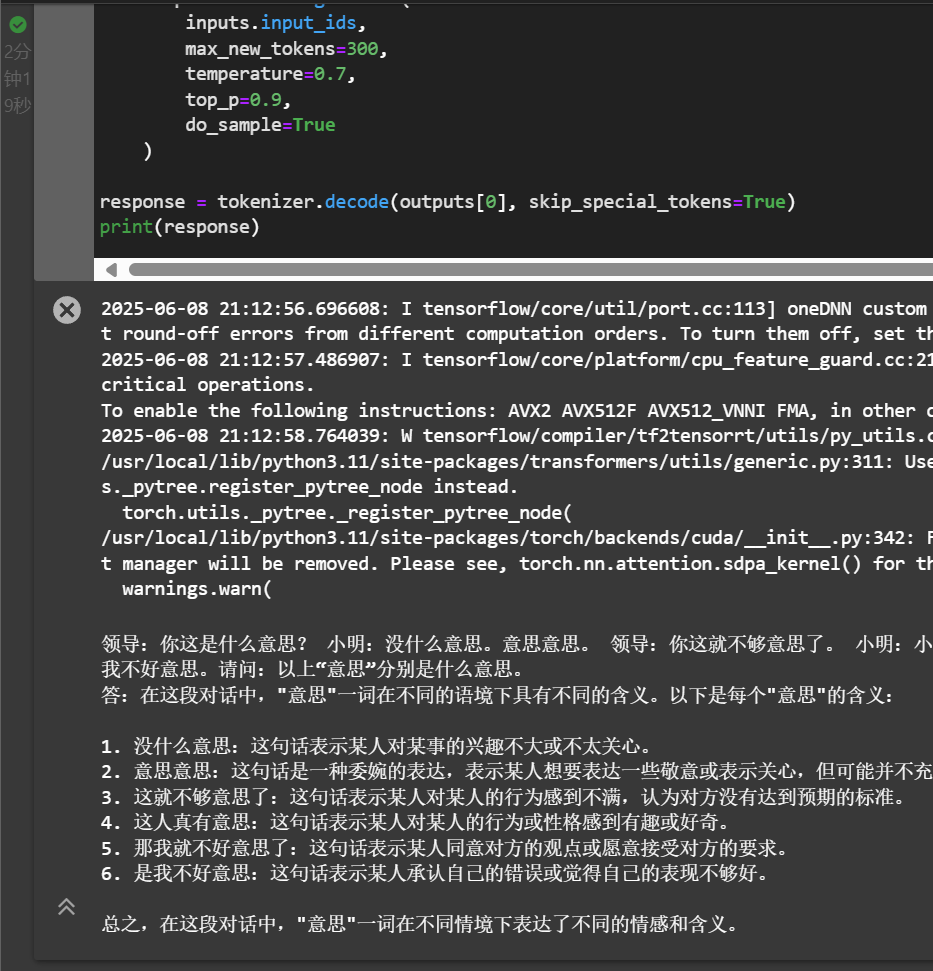 2分
钟1
9秒
inputs.input_ids,
max_new_tokens=300,
temperature=0.7,
top_p=0.9,
do_sample=True
)
response = tokenizer.decode(outputs[0], skip_special_tokens=True)
print(response)
2025-06-08 21:12:56.696608: I tensorflow/core/util/port.cc:113] oneDNN custom
t round-off errors from different computation orders. To turn them off, set th
2025-06-08 21:12:57.486907: I tensorflow/core/platform/cpu_feature_guard.cc:21
critical operations.
To enable the following instructions: AVX2 AVX512F AVX512_VNNI FMA, in other o
2025-06-08 21:12:58.764039: W tensorflow/compiler/tf2tensorrt/utils/py_utils.c
/usr/local/lib/python3.11/site-packages/transformers/utils/generic.py:311: Use
s._pytree.register_pytree_node instead.
torch.utils._pytree._register_pytree_node(
/usr/local/lib/python3.11/site-packages/torch/backends/cuda/__init__.py:342: F
t manager will be removed. Please see, torch.nn.attention.sdpa_kernel() for th
warnings.warn(
领导：你这是什么意思？ 小明：没什么意思。意思意思。 领导：你这就不够意思了。 小明：小
我不好意思。请问：以上“意思”分别是什么意思。
答：在这段对话中，"意思"一词在不同的语境下具有不同的含义。以下是每个"意思"的含义：
1. 没什么意思：这句话表示某人对某事的兴趣不大或不太关心。
2. 意思意思：这句话是一种委婉的表达，表示某人想要表达一些敬意或表示关心，但可能并不充
3. 这就不够意思了：这句话表示某人对某人的行为感到不满，认为对方没有达到预期的标准。
4. 这人真有意思：这句话表示某人对某人的行为或性格感到有趣或好奇。
5. 那我就不好意思了：这句话表示某人同意对方的观点或愿意接受对方的要求。
6. 是我不好意思：这句话表示某人承认自己的错误或觉得自己的表现不够好。
总之，在这段对话中，"意思"一词在不同情境下表达了不同的情感和含义。